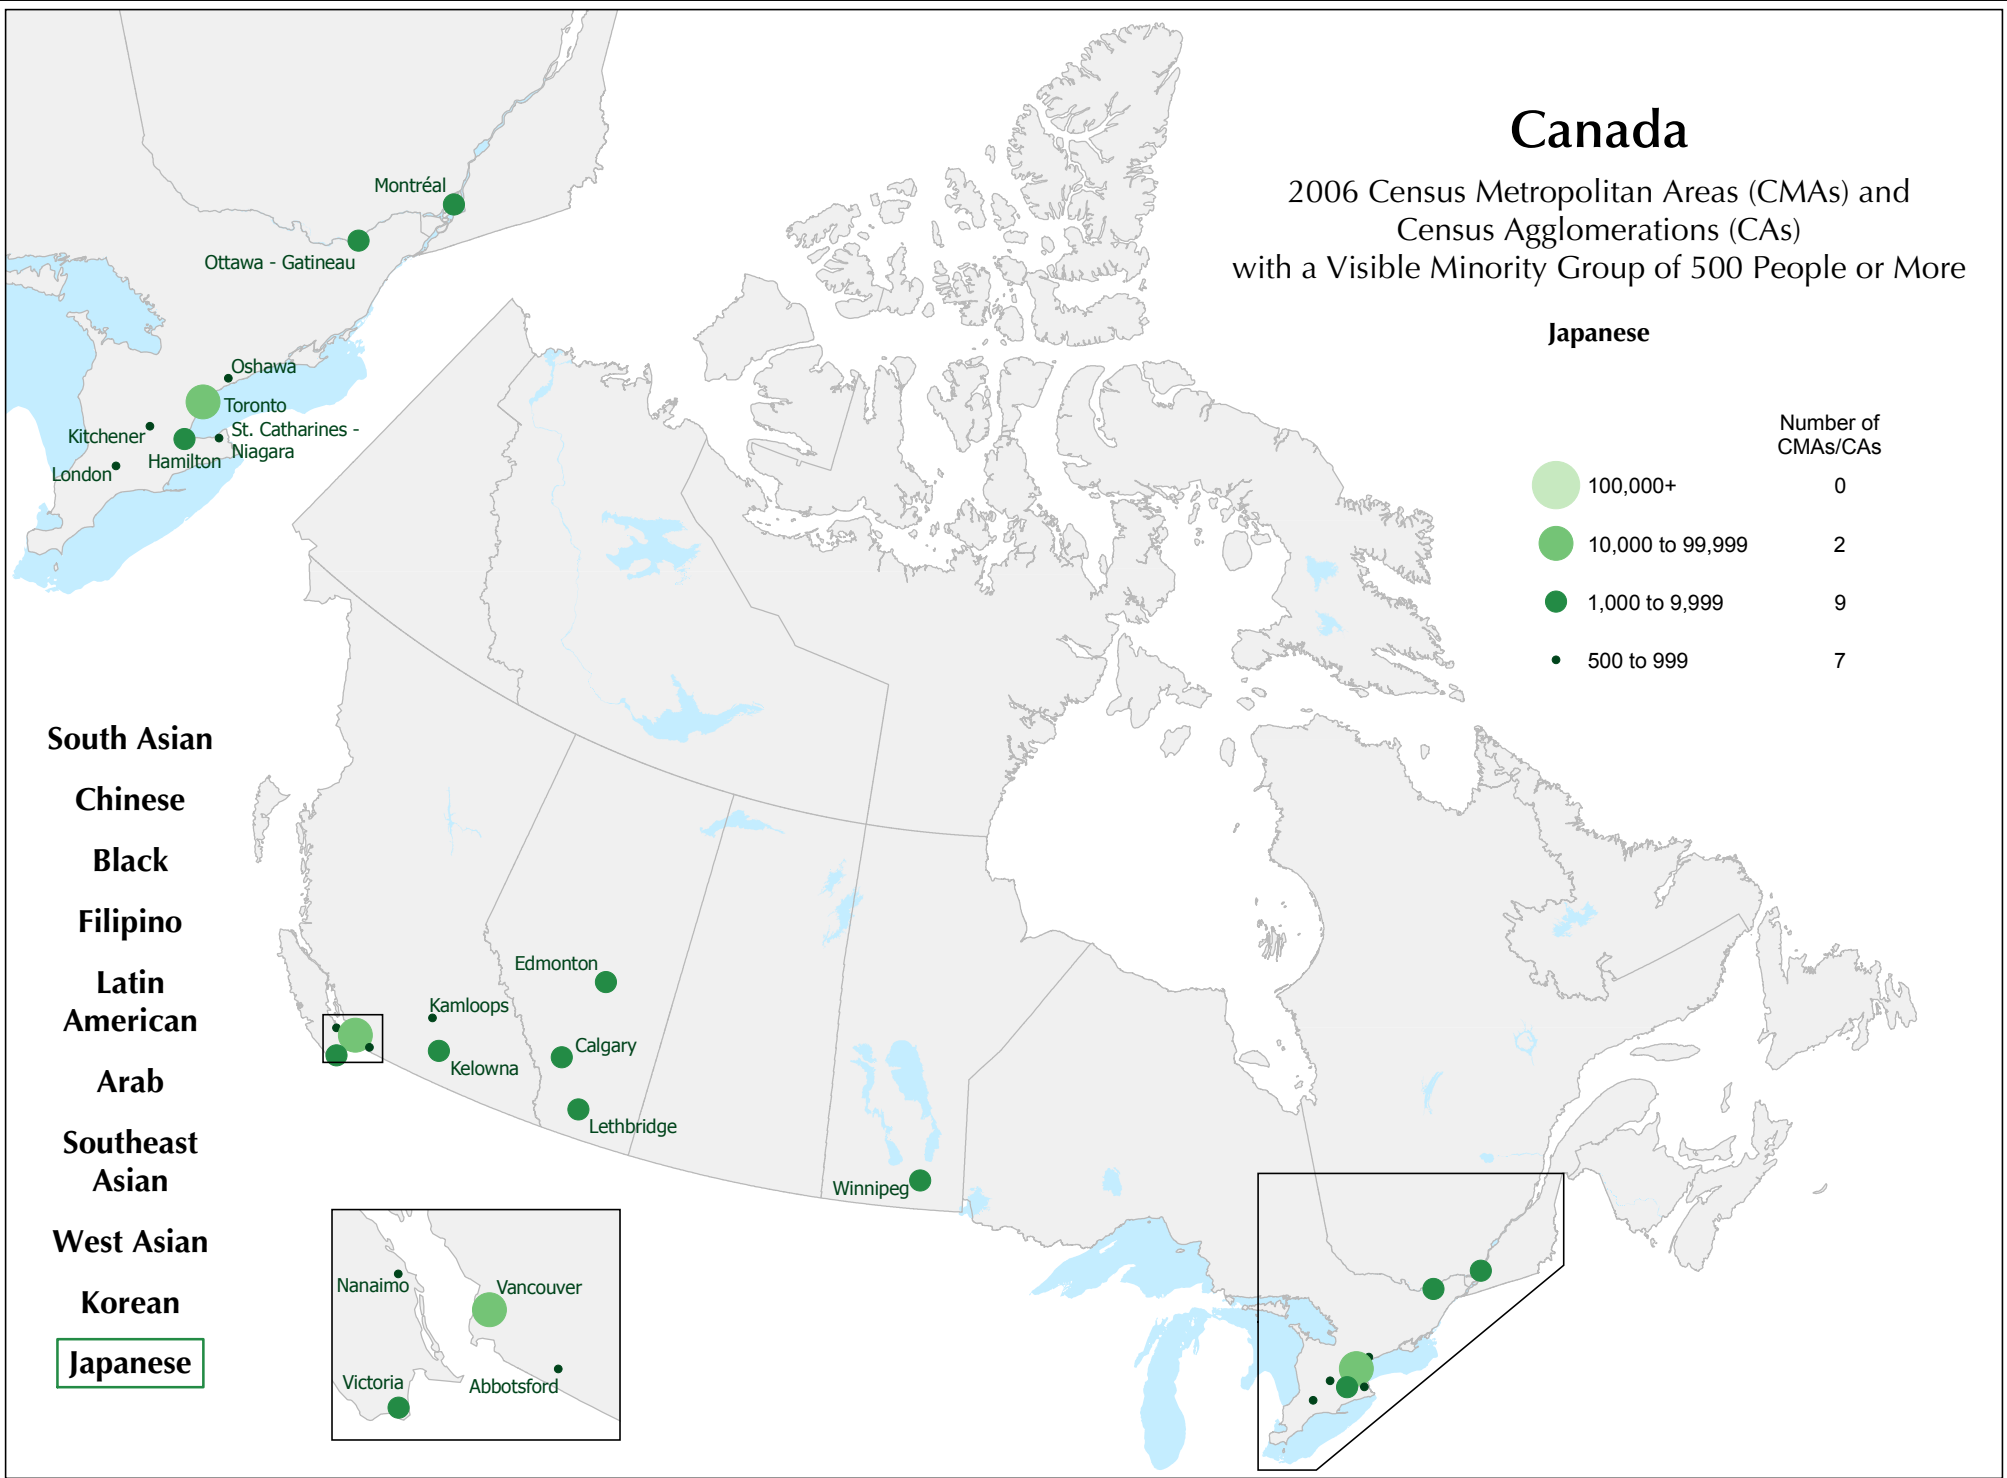 Canada
2006 Census Metropolitan Areas (CMAs) and
Census Agglomerations (CAs)
with a Visible Minority Group of 500 People or More
Japanese
Number of
CMAs/CAs
100,000+ 0
10,000 to 99,999 2
1,000 to 9,999 9
500 to 999 7
Montréal
Ottawa - Gatineau
Oshawa
Toronto
Kitchener
St. Catharines -
Niagara
Hamilton
London
South Asian
Chinese
Black
Filipino
Latin
American
Arab
Southeast
Asian
West Asian
Korean
Japanese
Edmonton
Kamloops
Calgary
Kelowna
Lethbridge
Winnipeg
Nanaimo
Vancouver
Victoria
Abbotsford